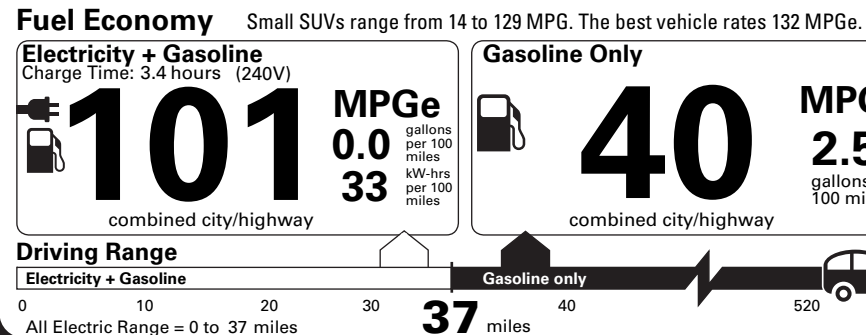 Fuel Economy Small SUVs range from 14 to 129 MPG. The best vehicle rates 132 MPGe.
Electricity + Gasoline
Charge Time: 3.4 hours (240V)
101
MPGe
0.0 gallons per 100 miles
33 kW-hrs per 100 miles
combined city/highway
Gasoline Only
40
2.5
combined city/highway
Driving Range
Electricity + Gasoline
Gasoline only
0 10 20 30 40 520
All Electric Range = 0 to 37 miles
37 miles